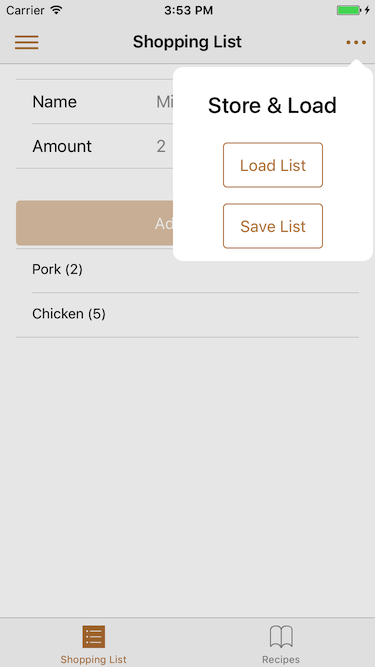 Carrier 3:53 PM
Shopping List
Store & Load
Name Mi
Amount 2
Load List
Save List
Ad
Pork (2)
Chicken (5)
Shopping List Recipes